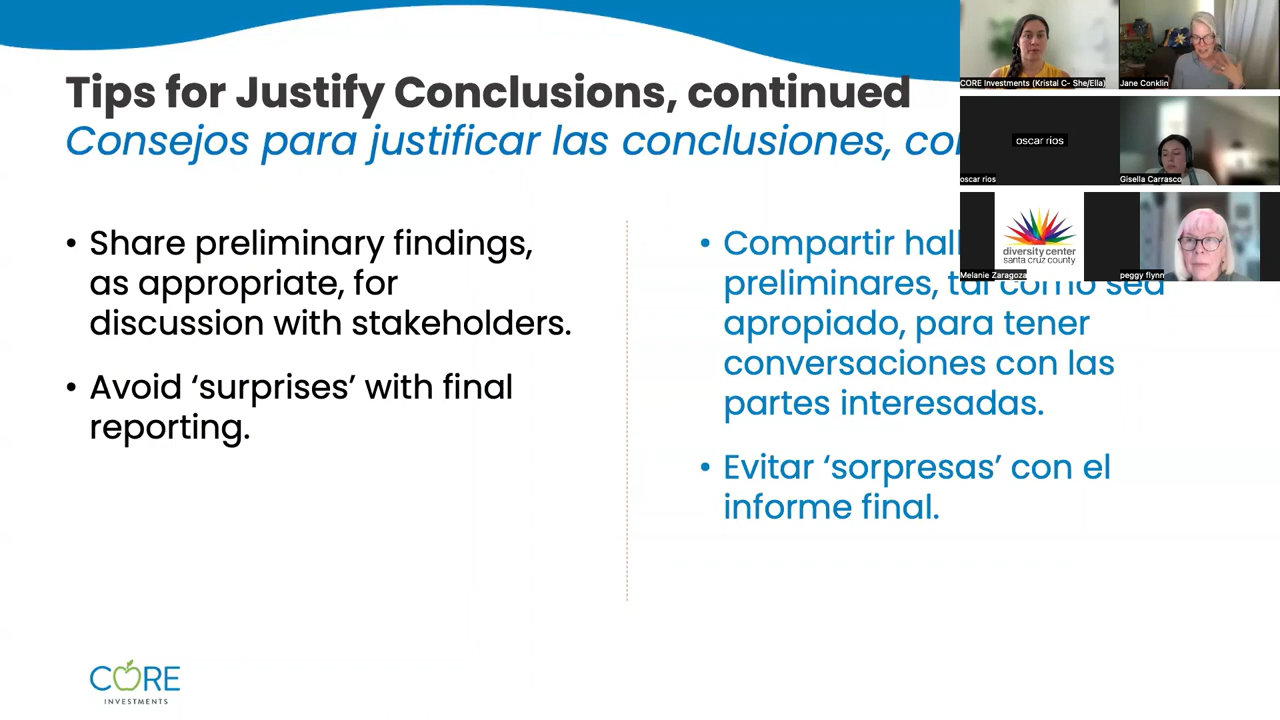 Tips for Justify Conclusions, continued
Consejos para justificar las conclusiones,
• Share preliminary findings,
as appropriate, for
discussion with stakeholders.
• Avoid ‘surprises’ with final
reporting.
• Compartir
preliminares, tal como sea
apropiado, para tener
conversaciones con las
partes interesadas.
• Evitar ‘sorpresas’ con el
informe final.
CORE
INVESTMENTS
CORE Investments (Kristal C- She/Ella)
Jane Conklin
oscar rios
oscar rios
Gisella Carrasco
diversity center
santa cruz county
Melanie Zaragoza
peggy flynn